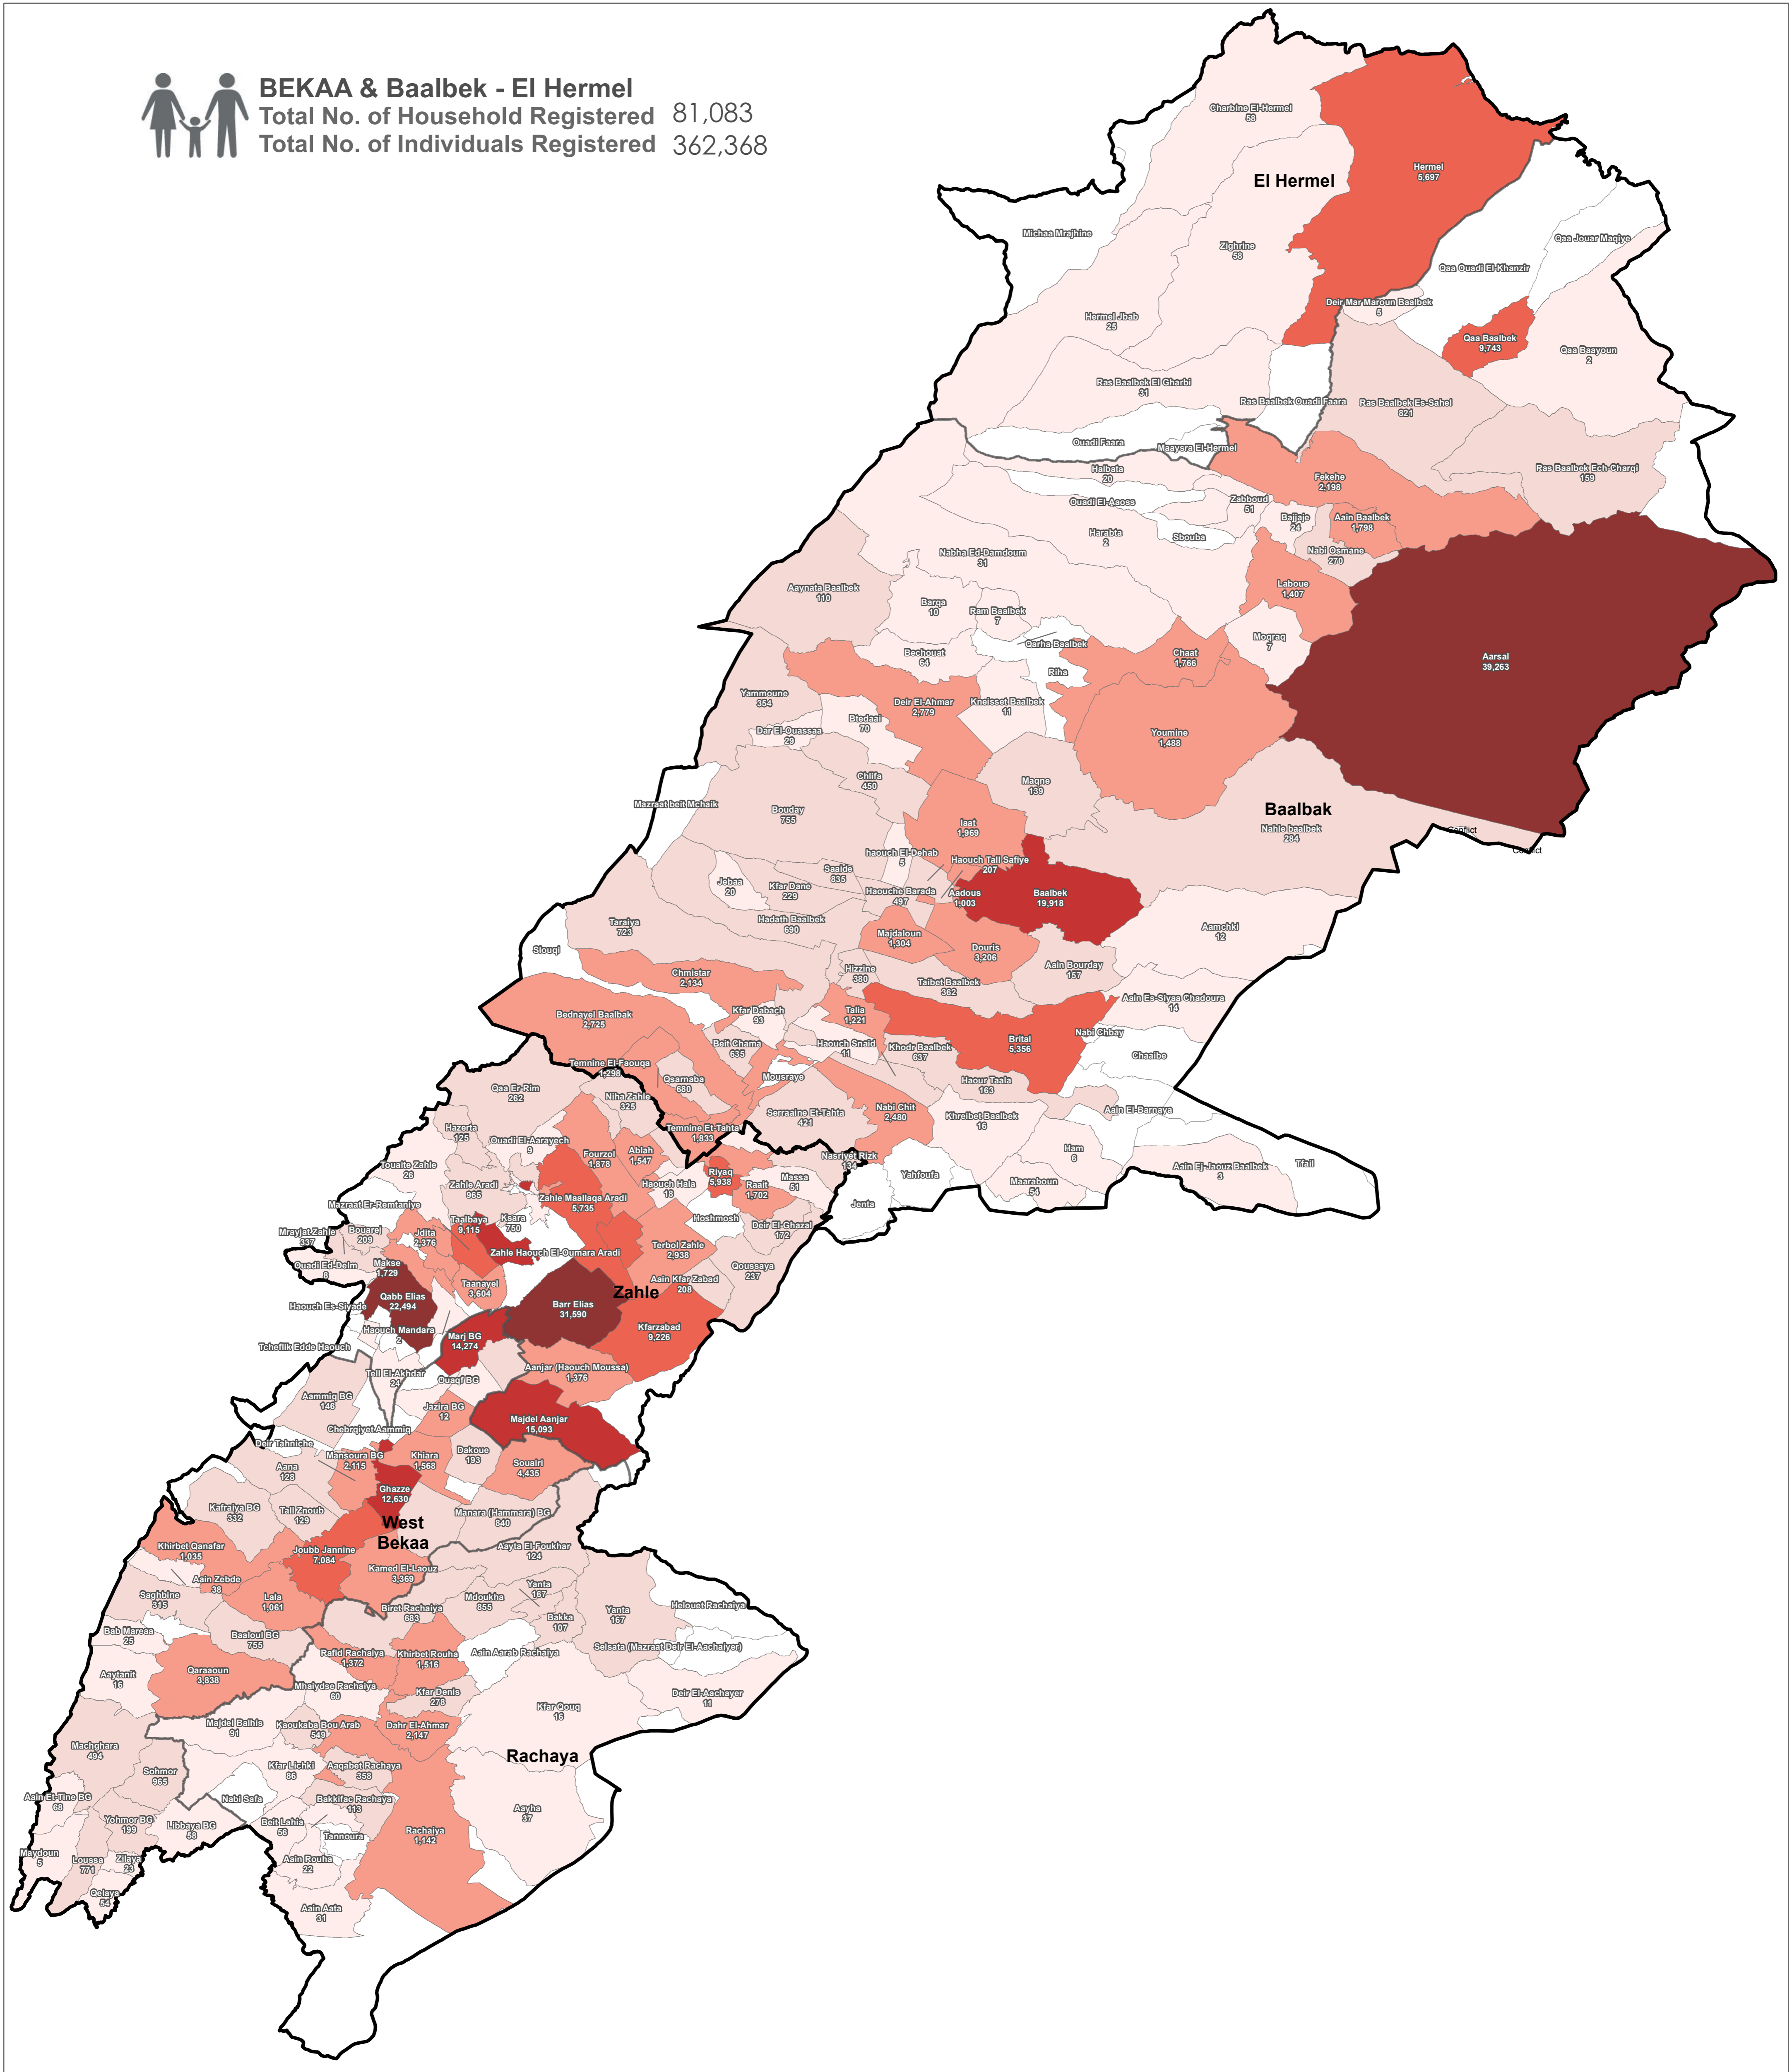 BEKAA & Baalbek - El Hermel
Total No. of Household Registered 81,083
Total No. of Individuals Registered 362,368
Charbine El-Hermel
58
Hermel
5,697
El Hermel
Michaa Mrajhine
Zighrine
58
Qaa Jouar Maqiye
Qaa Ouadi El-Khanzir
Deir Mar Maroun Baalbek
5
Hermel Jbab
25
Qaa Baalbek
9,743
Qaa Baayoun
2
Ras Baalbek El Gharbi
31
Ras Baalbek Ouadi Faara
Ras Baalbek Es-Sahel
821
Ouadi Faara
Maaysra El-Hermel
Halbata
20
Fekehe
2,198
Ras Baalbek Ech-Charqi
159
Ouadi El-Aaoss
Zabboud
51
Bajjaje
24
Aain Baalbek
1,798
Harabta
2
Sbouba
Nabi Osmane
270
Nabha Ed-Damdoum
31
Aaynata Baalbek
110
Laboue
1,407
Barqa
10
Ram Baalbek
7
Moqraq
7
Qarha Baalbek
Bechouat
64
Chaat
1,766
Aarsal
39,263
Riha
Yammoune
354
Deir El-Ahmar
2,779
Kneisset Baalbek
11
Btedaai
70
Dar El-Ouassaa
29
Youmine
1,488
Chlifa
450
Maqne
139
Mazraat beit Mchaik
Bouday
755
Baalbak
Nahle baalbek
284
Conflict
Conflict
Iaat
1,969
haouch El-Dehab
5
Haouch Tall Safiye
207
Saaide
835
Jebaa
20
Kfar Dane
229
Haouche Barada
497
Aadous
1,003
Baalbek
19,918
Hadath Baalbek
690
Taraiya
723
Aamchki
12
Majdaloun
1,304
Douris
3,206
Slouqi
Aain Bourday
157
Hizzine
380
Chmistar
2,134
Taibet Baalbek
362
Aain Es-Siyaa Chadoura
14
Bednayel Baalbak
2,725
Kfar Dabach
93
Talia
1,221
Nabi Chbay
Brital
5,356
Beit Chama
635
Haouch Snaid
11
Khodr Baalbek
637
Chaaibe
Temnine El-Faouqa
1,298
Qsarnaba
680
Mousraye
Haour Taala
163
Qaa Er-Rim
262
Niha Zahle
325
Serraaine Et-Tahta
421
Nabi Chit
2,480
Khreibet Baalbek
16
Aain El-Barnaya
Hazerta
125
Temnine Et-Tahta
1,833
Ouadi El-Aarayech
9
Fourzol
1,878
Ablah
1,547
Nasriyet Rizk
134
Ham
6
Touaite Zahle
26
Riyaq
5,938
Massa
51
Yahfoufa
Aain Ej-Jaouz Baalbek
3
Tfail
Zahle Aradi
965
Haouch Hala
18
Raait
1,702
Maaraboun
54
Mazraat Er-Remtaniye
Zahle Maallaqa Aradi
5,735
Jenta
Taalbaya
9,115
Ksara
750
Hoshmosh
Deir El-Ghazal
172
Mrayjat Zahle
337
Bouarej
209
Jdita
2,376
Zahle Haouch El-Oumara Aradi
Terbol Zahle
2,938
Ouadi Ed-Delm
8
Makse
1,729
Qoussaya
237
Taanayel
3,604
Aain Kfar Zabad
208
Qabb Elias
22,494
Zahle
Haouch Es-Siyade
Barr Elias
31,590
Haouch Mandara
2
Kfarzabad
9,226
Tcheflik Edde Haouch
Marj BG
14,274
Tell El-Akhdar
24
Aanjar (Haouch Moussa)
1,376
Ouaqf BG
Aammiq BG
146
Jazira BG
12
Majdel Aanjar
15,093
Chebrqiyet Aammiq
Deir Tahniche
Mansoura BG
2,115
Khiara
1,568
Dakoue
193
Souairi
4,435
Aana
128
Ghazze
12,630
Kafraiya BG
332
Tall Znoub
129
Manara (Hammara) BG
840
West
Bekaa
Khirbet Qanafar
1,035
Joubb Jannine
7,084
Aayta El-Foukhar
124
Kamed El-Laouz
3,369
Aain Zebde
38
Saghbine
315
Lala
1,061
Yanta
167
Mdoukha
855
Biret Rachaiya
683
Bakka
107
Yanta
167
Helouet Rachaiya
Bab Mareaa
25
Baaloul BG
755
Selsata (Mazraat Deir El-Aachaiyer)
Rafid Rachaiya
1,372
Khirbet Rouha
1,516
Aain Aarab Rachaiya
Aaytanit
16
Qaraaoun
3,838
Mhaiydse Rachaiya
60
Kfar Denis
278
Deir El-Aachayer
11
Kfar Qouq
16
Majdel Balhis
91
Kaoukaba Bou Arab
549
Dahr El-Ahmar
2,147
Machghara
494
Rachaya
Sohmor
965
Kfar Lichki
86
Aaqabet Rachaya
358
Aain Et-Tine BG
68
Nabi Safa
Bakkifac Rachaya
113
Yohmor BG
199
Libbaya BG
58
Beit Lahia
56
Aayha
37
Tannoura
Rachaiya
1,142
Maydoun
5
Loussa
771
Zilaya
23
Aain Rouha
22
Qelaya
54
Aain Aata
31